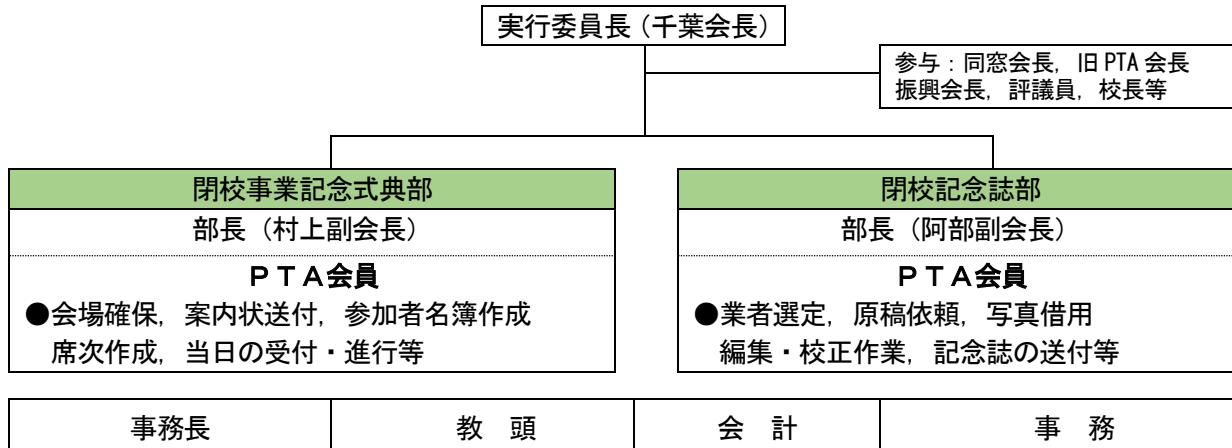 実行委員長（千葉会長）
参与：同窓会長，旧PTA会長
振興会長，評議員，校長等
閉校事業記念式典部
部長（村上副会長）
ＰＴＡ会員
●会場確保，案内状送付，参加者名簿作成
席次作成，当日の受付・進行等
閉校記念誌部
部長（阿部副会長）
ＰＴＡ会員
●業者選定，原稿依頼，写真借用
編集・校正作業，記念誌の送付等
事務長　教　頭　会　計　事　務